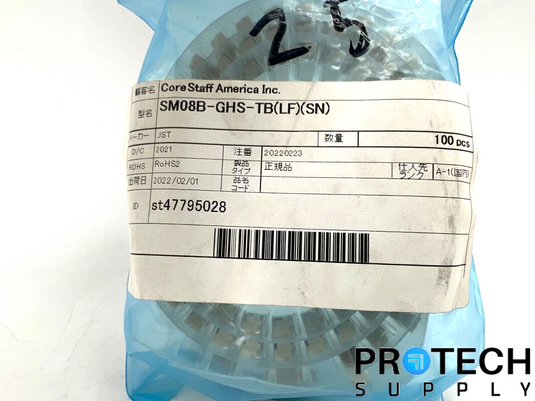 25
顧客名 CoreStaff America Inc.
型名 SM08B-GHS-TB(LF)(SN)
メーカー JST 数量 100 pcs
D/C 2021 注番 20220223
ROHS RoHS2 製品タイプ 正規品 仕入先ランク A-1(国内)
出荷日 2022/02/01 品名コード
ID st47795028
PROTECH
SUPPLY